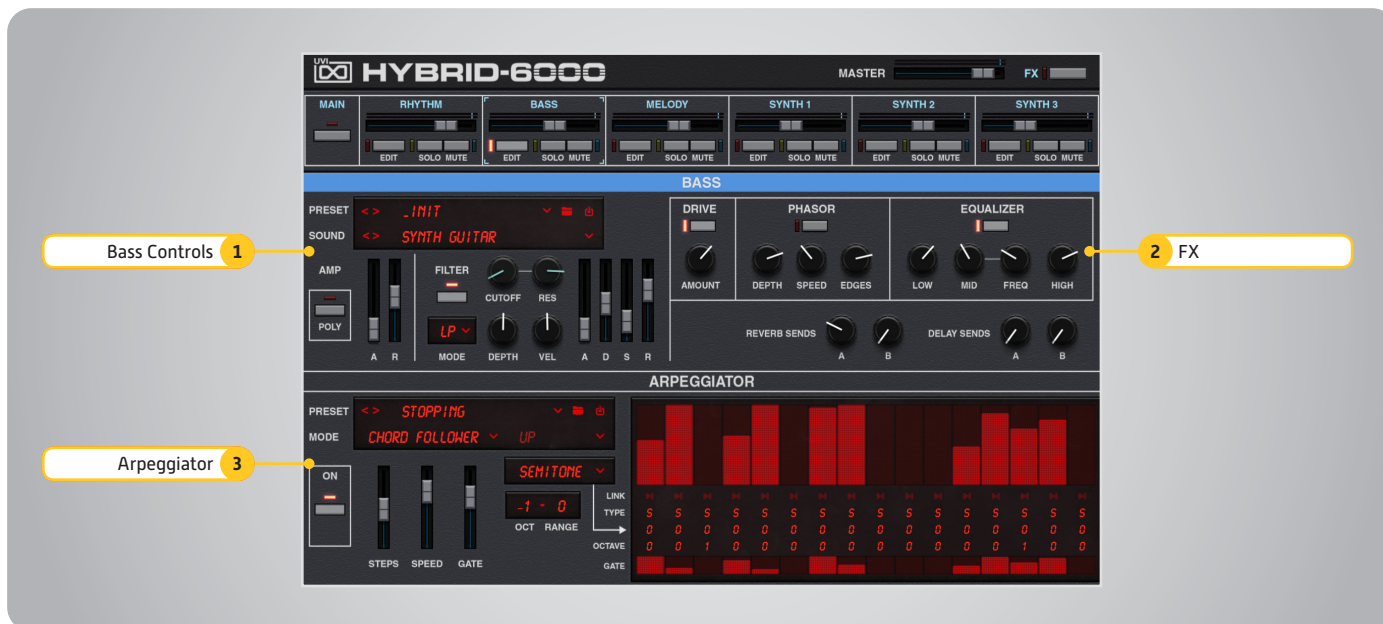 UVI HYBRID-6000 MASTER FX
MAIN RHYTHM BASS MELODY SYNTH 1 SYNTH 2 SYNTH 3
EDIT SOLO MUTE EDIT SOLO MUTE EDIT SOLO MUTE EDIT SOLO MUTE EDIT SOLO MUTE EDIT SOLO MUTE
BASS
PRESET < > _INIT
SOUND < > SYNTH GUITAR
DRIVE PHASOR EQUALIZER
Bass Controls 1
2 FX
AMP FILTER
CUTOFF RES
AMOUNT DEPTH SPEED EDGES LOW MID FREQ HIGH
POLY
LP
REVERB SENDS DELAY SENDS
A R MODE DEPTH VEL A D S R
A B A B
ARPEGGIATOR
PRESET < > STOPPING
MODE CHORD FOLLOWER UP
Arpeggiator 3
ON
SEMITONE
LINK
-1 - 0
TYPE S S S S S S S S S S S S S S S S
OCT RANGE
0 0 0 0 0 0 0 0 0 0 0 0 0 0 0 0
OCTAVE 0 0 1 0 0 0 0 0 0 0 0 0 0 1 0 0
STEPS SPEED GATE
GATE